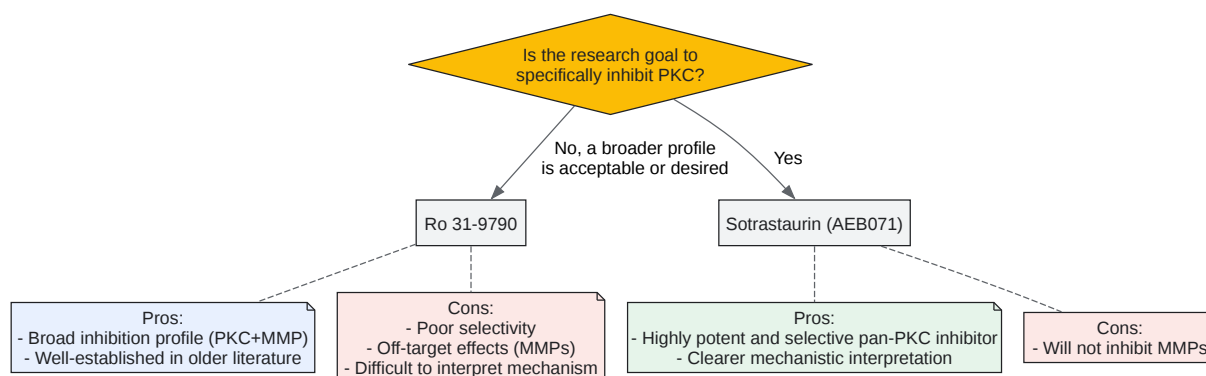 Is the research goal to
specifically inhibit PKC?
No, a broader profile
is acceptable or desired
Yes
Ro 31-9790
Sotrastaurin (AEB071)
Pros:
- Broad inhibition profile (PKC+MMP)
- Well-established in older literature
Cons:
- Poor selectivity
- Off-target effects (MMPs)
- Difficult to interpret mechanism
Pros:
- Highly potent and selective pan-PKC inhibitor
- Clearer mechanistic interpretation
Cons:
- Will not inhibit MMPs